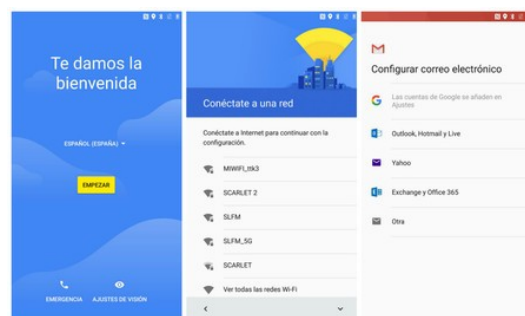 Te damos la
bienvenida
ESPAÑOL (ESPAÑA)
EMPEZAR
EMERGENCIA
AJUSTES DE VISIÓN
Conéctate a una red
Conéctate a Internet para continuar con la
configuración.
MIWIFI_ttk3
SCARLET 2
SLFM
SLFM_5G
SCARLET
Ver todas las redes Wi-Fi
Configurar correo electrónico
Las cuentas de Google se añaden en
Ajustes
Outlook, Hotmail y Live
Yahoo
Exchange y Office 365
Otra